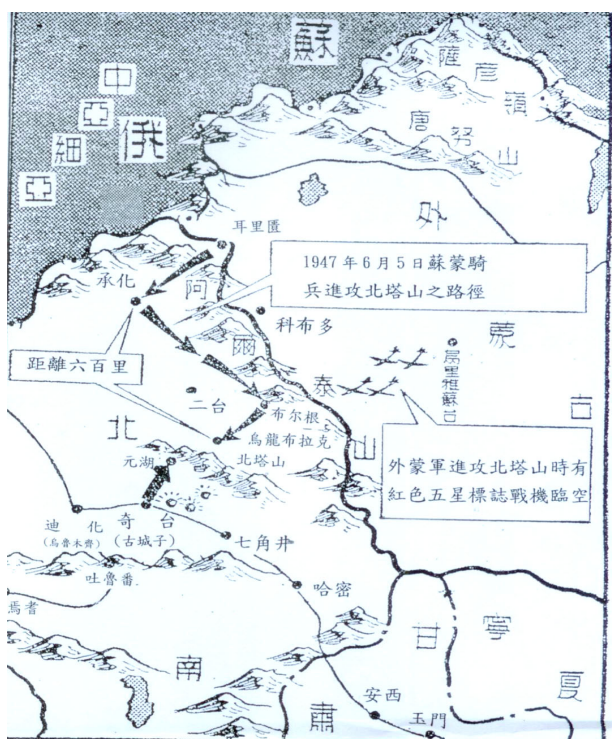 蘇
俄
中亞細亞
薩彦嶺
唐努山
外蒙古
耳里匱
1947年6月5日蘇蒙騎
兵進攻北塔山之路徑
承化
阿爾泰山
科布多
距離六百里
烏里雅蘇台
二台
布尔根
烏龍布拉克
北塔山
外蒙軍進攻北塔山時有
紅色五星標誌戰機臨空
北
元湖
迪化
(烏魯木齊)
奇台
(古城子)
七角井
吐魯番
哈密
焉耆
南
甘肅
寧夏
安西
玉門